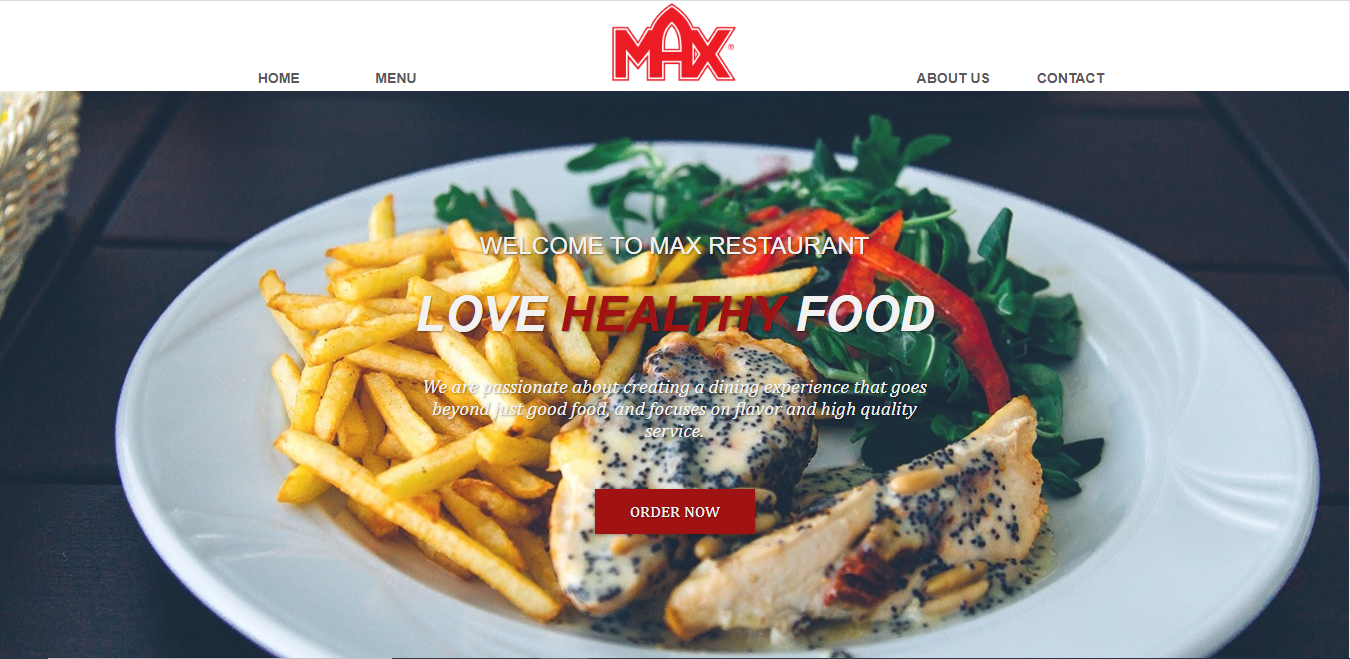 MAX®
HOME
MENU
ABOUT US
CONTACT
WELCOME TO MAX RESTAURANT
LOVE HEALTHY FOOD
We are passionate about creating a dining experience that goes
beyond just good food, and focuses on flavor and high quality
service.
ORDER NOW